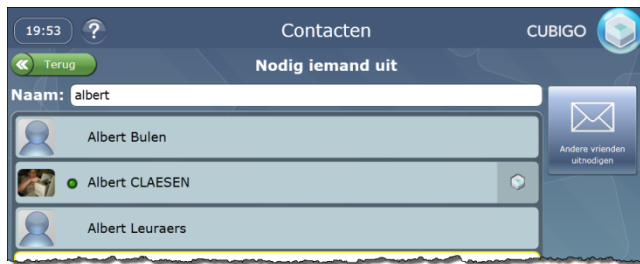 19:53
?
Contacten
CUBIGO
Terug
Nodig iemand uit
Naam: albert
Albert Bulen
Andere vrienden
uitnodigen
Albert CLAESEN
Albert Leuraers